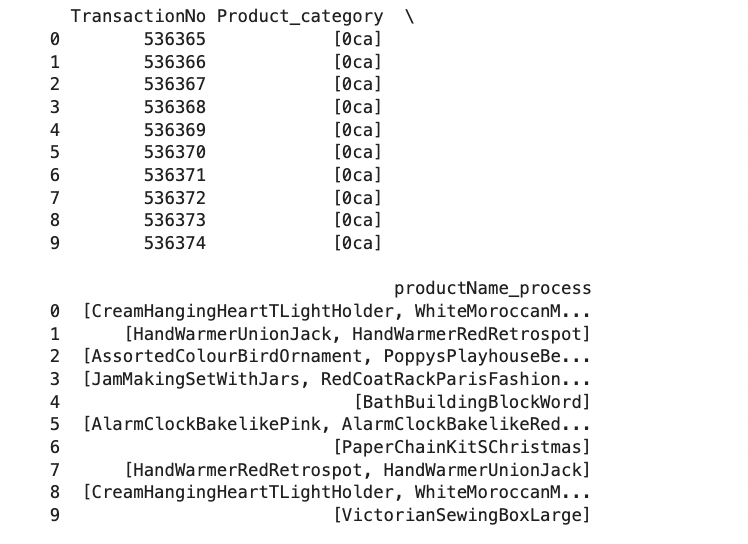 TransactionNo Product_category \
0 536365 [0ca]
1 536366 [0ca]
2 536367 [0ca]
3 536368 [0ca]
4 536369 [0ca]
5 536370 [0ca]
6 536371 [0ca]
7 536372 [0ca]
8 536373 [0ca]
9 536374 [0ca]
productName_process
0 [CreamHangingHeartTLightHolder, WhiteMoroccanM...
1 [HandWarmerUnionJack, HandWarmerRedRetrospot]
2 [AssortedColourBirdOrnament, PoppysPlayhouseBe...
3 [JamMakingSetWithJars, RedCoatRackParisFashion...
4 [BathBuildingBlockWord]
5 [AlarmClockBakelikePink, AlarmClockBakelikeRed...
6 [PaperChainKitSChristmas]
7 [HandWarmerRedRetrospot, HandWarmerUnionJack]
8 [CreamHangingHeartTLightHolder, WhiteMoroccanM...
9 [VictorianSewingBoxLarge]